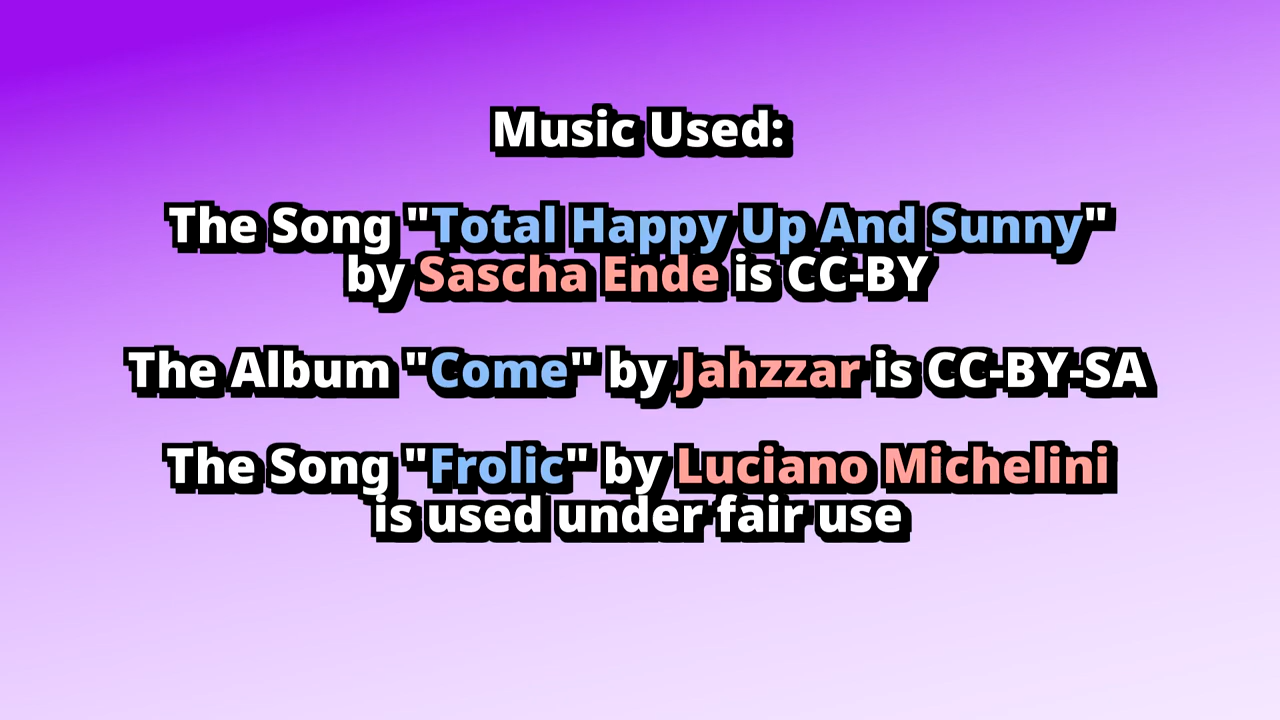 Music Used:
The Song "Total Happy Up And Sunny"
by Sascha Ende is CC-BY
The Album "Come" by Jahzzar is CC-BY-SA
The Song "Frolic" by Luciano Michelini
is used under fair use